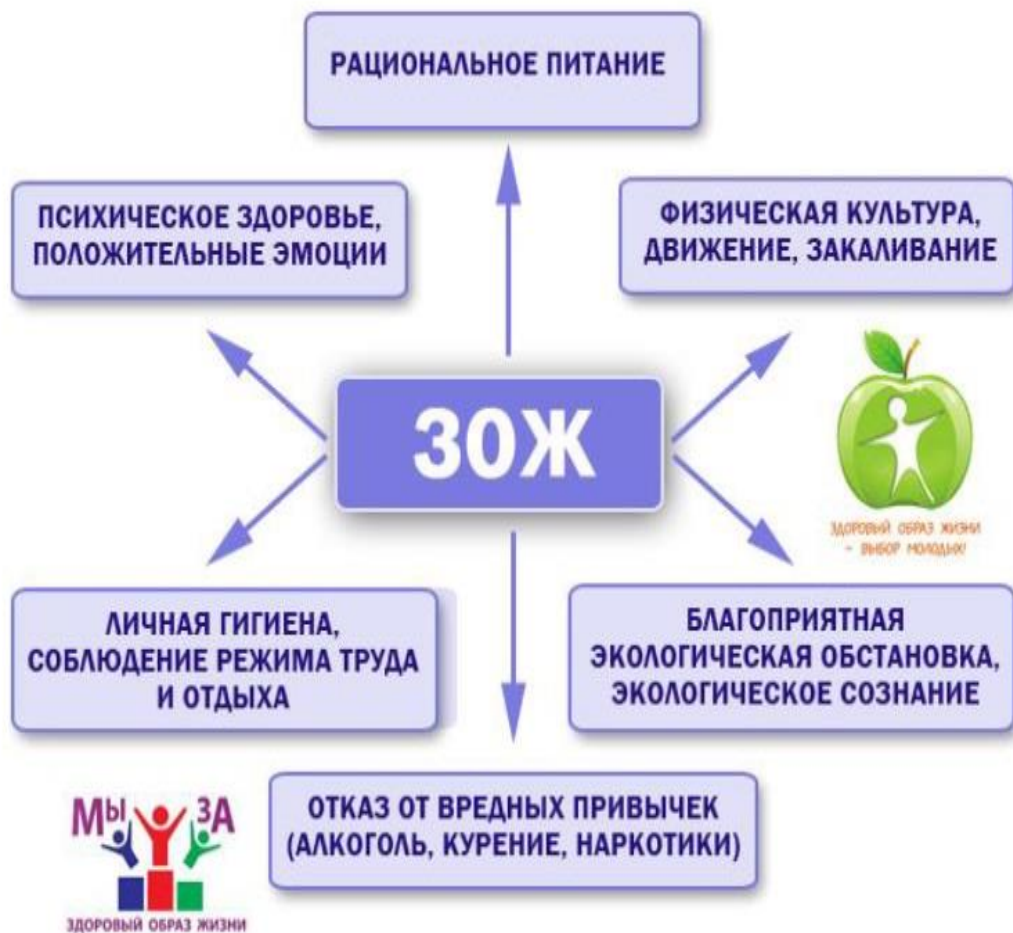 РАЦИОНАЛЬНОЕ ПИТАНИЕ
ПСИХИЧЕСКОЕ ЗДОРОВЬЕ,
ПОЛОЖИТЕЛЬНЫЕ ЭМОЦИИ
ФИЗИЧЕСКАЯ КУЛЬТУРА,
ДВИЖЕНИЕ, ЗАКАЛИВАНИЕ
ЗОЖ
ЗДОРОВЫЙ ОБРАЗ ЖИЗНИ
- ВЫБОР МОЛОДЫХ!
ЛИЧНАЯ ГИГИЕНА,
СОБЛЮДЕНИЕ РЕЖИМА ТРУДА
И ОТДЫХА
БЛАГОПРИЯТНАЯ
ЭКОЛОГИЧЕСКАЯ ОБСТАНОВКА,
ЭКОЛОГИЧЕСКОЕ СОЗНАНИЕ
ОТКАЗ ОТ ВРЕДНЫХ ПРИВЫЧЕК
(АЛКОГОЛЬ, КУРЕНИЕ, НАРКОТИКИ)
МЫ ЗА
ЗДОРОВЫЙ ОБРАЗ ЖИЗНИ